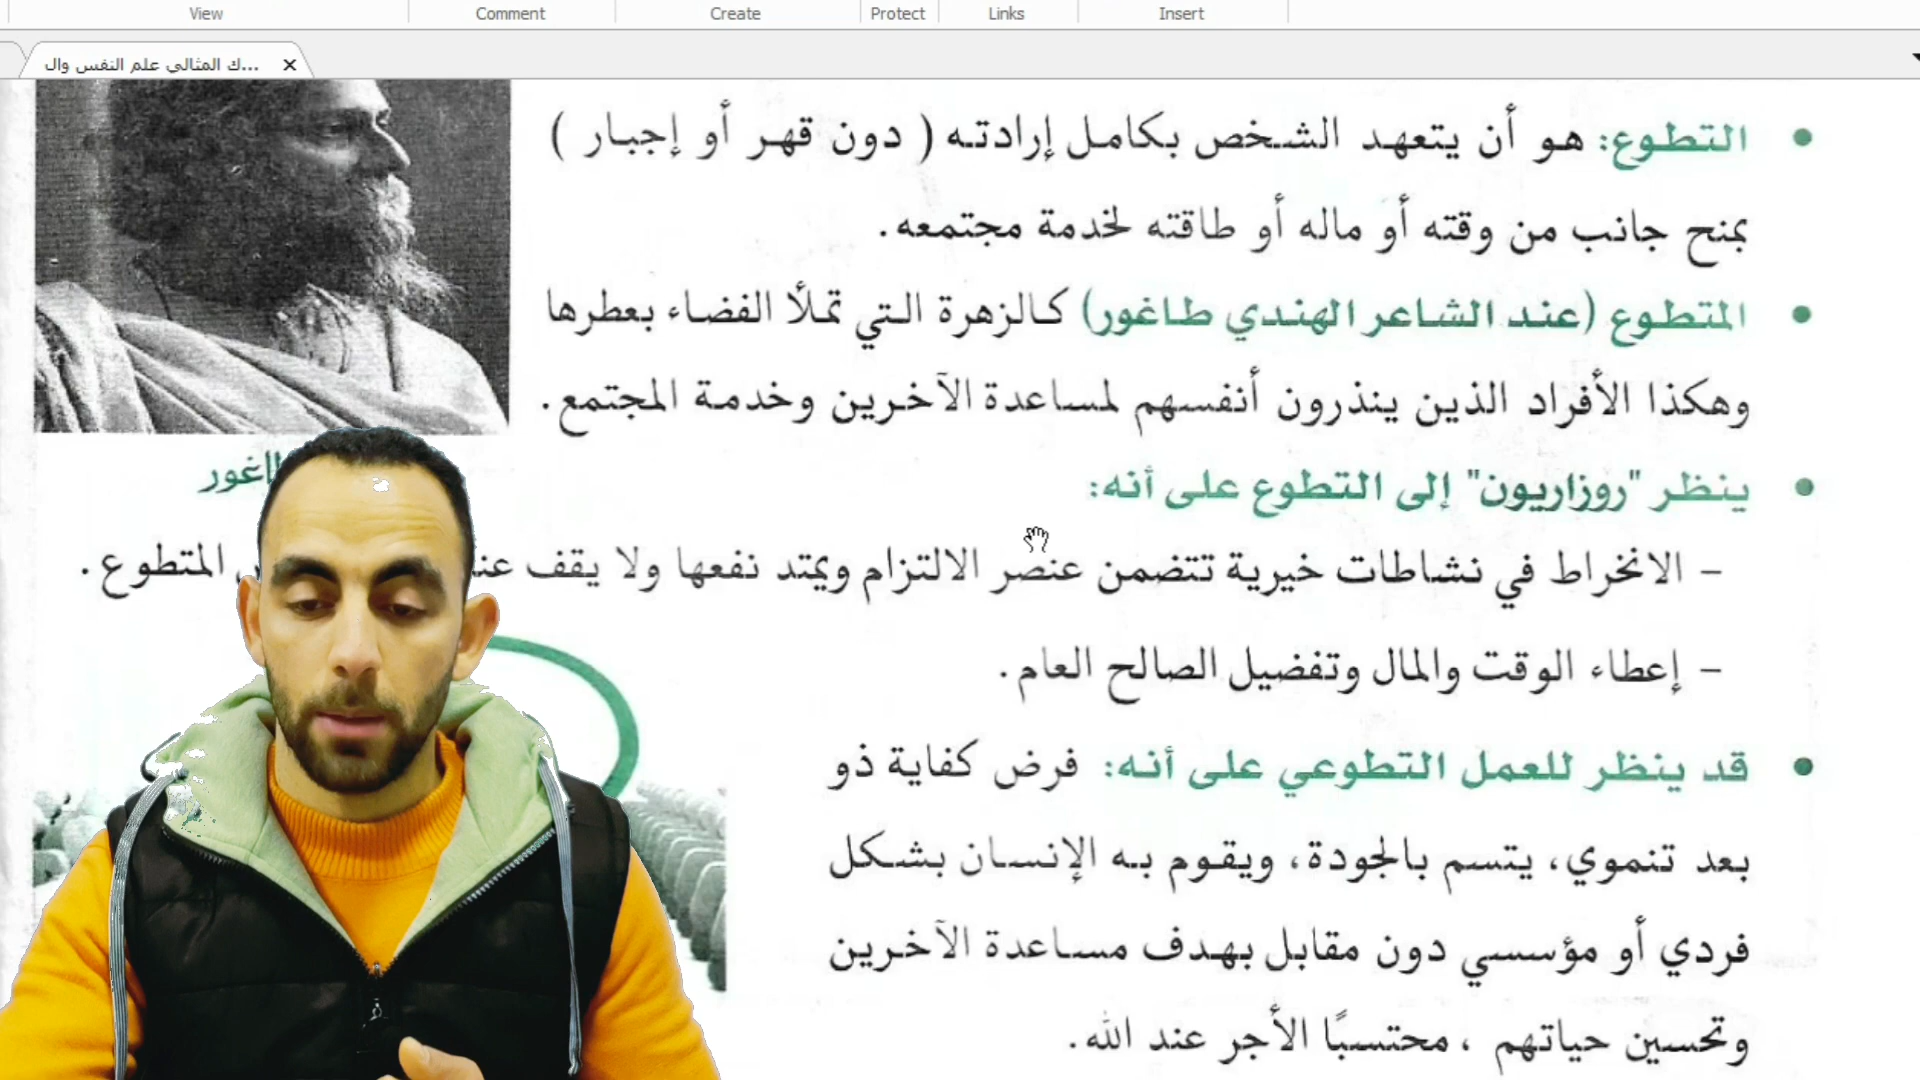 View Comment Create Protect Links Insert
ك المثالي علم النفس وال...
التطوع: هو أن يتعهد الشخص بكامل إرادته ( دون قهر أو إجبار )
بمنح جانب من وقته أو ماله أو طاقته لخدمة مجتمعه.
المتطوع (عند الشاعر الهندي طاغور) كالزهرة التي تملأ الفضاء بعطرها
وهكذا الأفراد الذين ينذرون أنفسهم لمساعدة الآخرين وخدمة المجتمع.
ينظر "روزاريون" إلى التطوع على أنه:
– الانخراط في نشاطات خيرية تتضمن عنصر الالتزام ويمتد نفعها ولا يقف المتطوع.
– إعطاء الوقت والمال وتفضيل الصالح العام.
قد ينظر للعمل التطوعي على أنه: فرض كفاية ذو
بعد تنموي، يتسم بالجودة، ويقوم به الإنسان بشكل
فردي أو مؤسسي دون مقابل بهدف مساعدة الآخرين
وتحسين حياتهم ، محتسبًا الأجر عند الله.